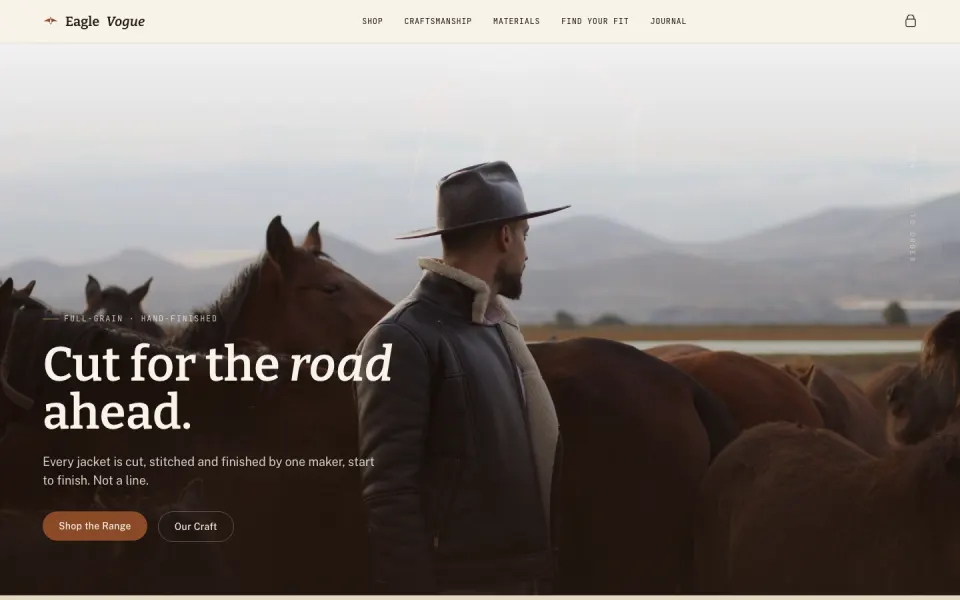 Eagle Vogue
SHOP
CRAFTSMANSHIP
MATERIALS
FIND YOUR FIT
JOURNAL
FULL-GRAIN · HAND-FINISHED
Cut for the road
ahead.
Every jacket is cut, stitched and finished by one maker, start
to finish. Not a line.
Shop the Range
Our Craft